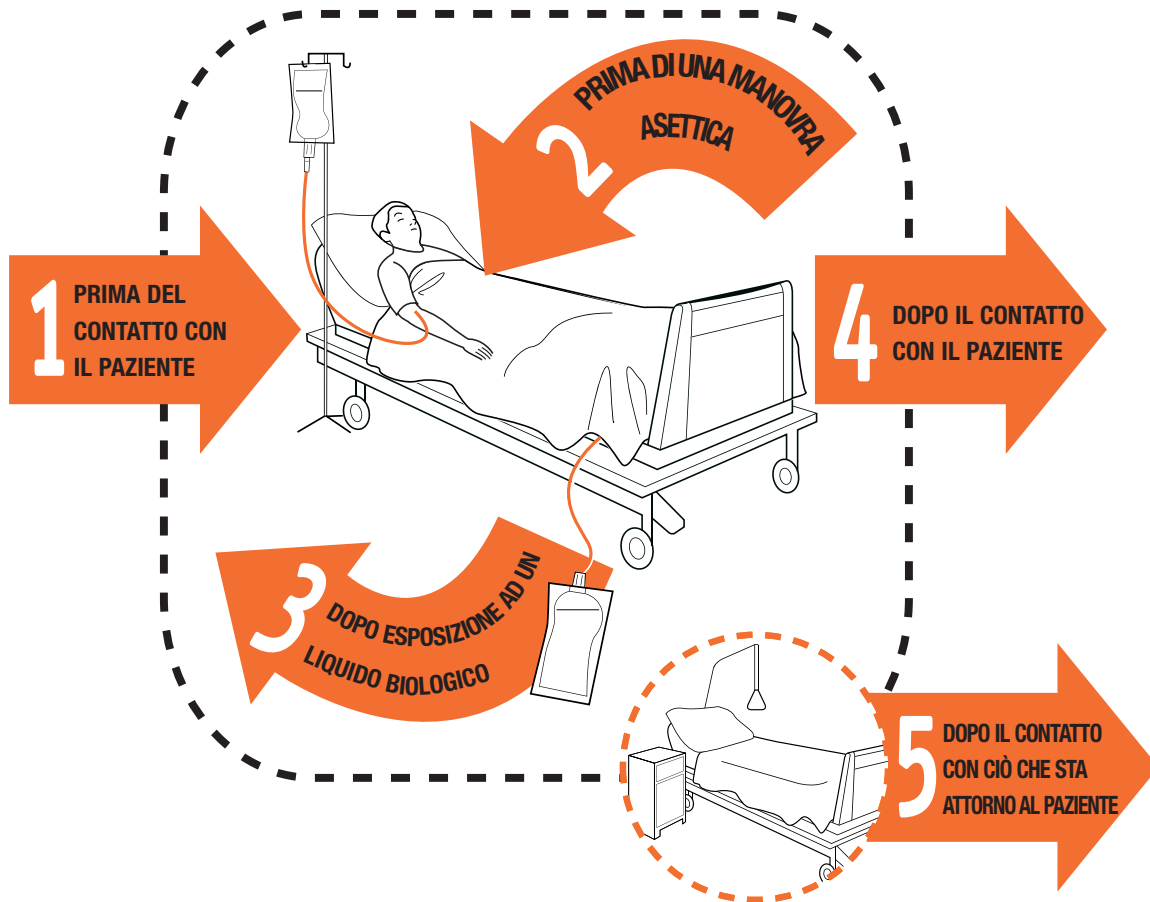 1
PRIMA DEL
CONTATTO CON
IL PAZIENTE
2
PRIMA DI UNA MANOVRA
ASETTICA
3
DOPO ESPOSIZIONE AD UN
LIQUIDO BIOLOGICO
4
DOPO IL CONTATTO
CON IL PAZIENTE
5
DOPO IL CONTATTO
CON CIÒ CHE STA
ATTORNO AL PAZIENTE